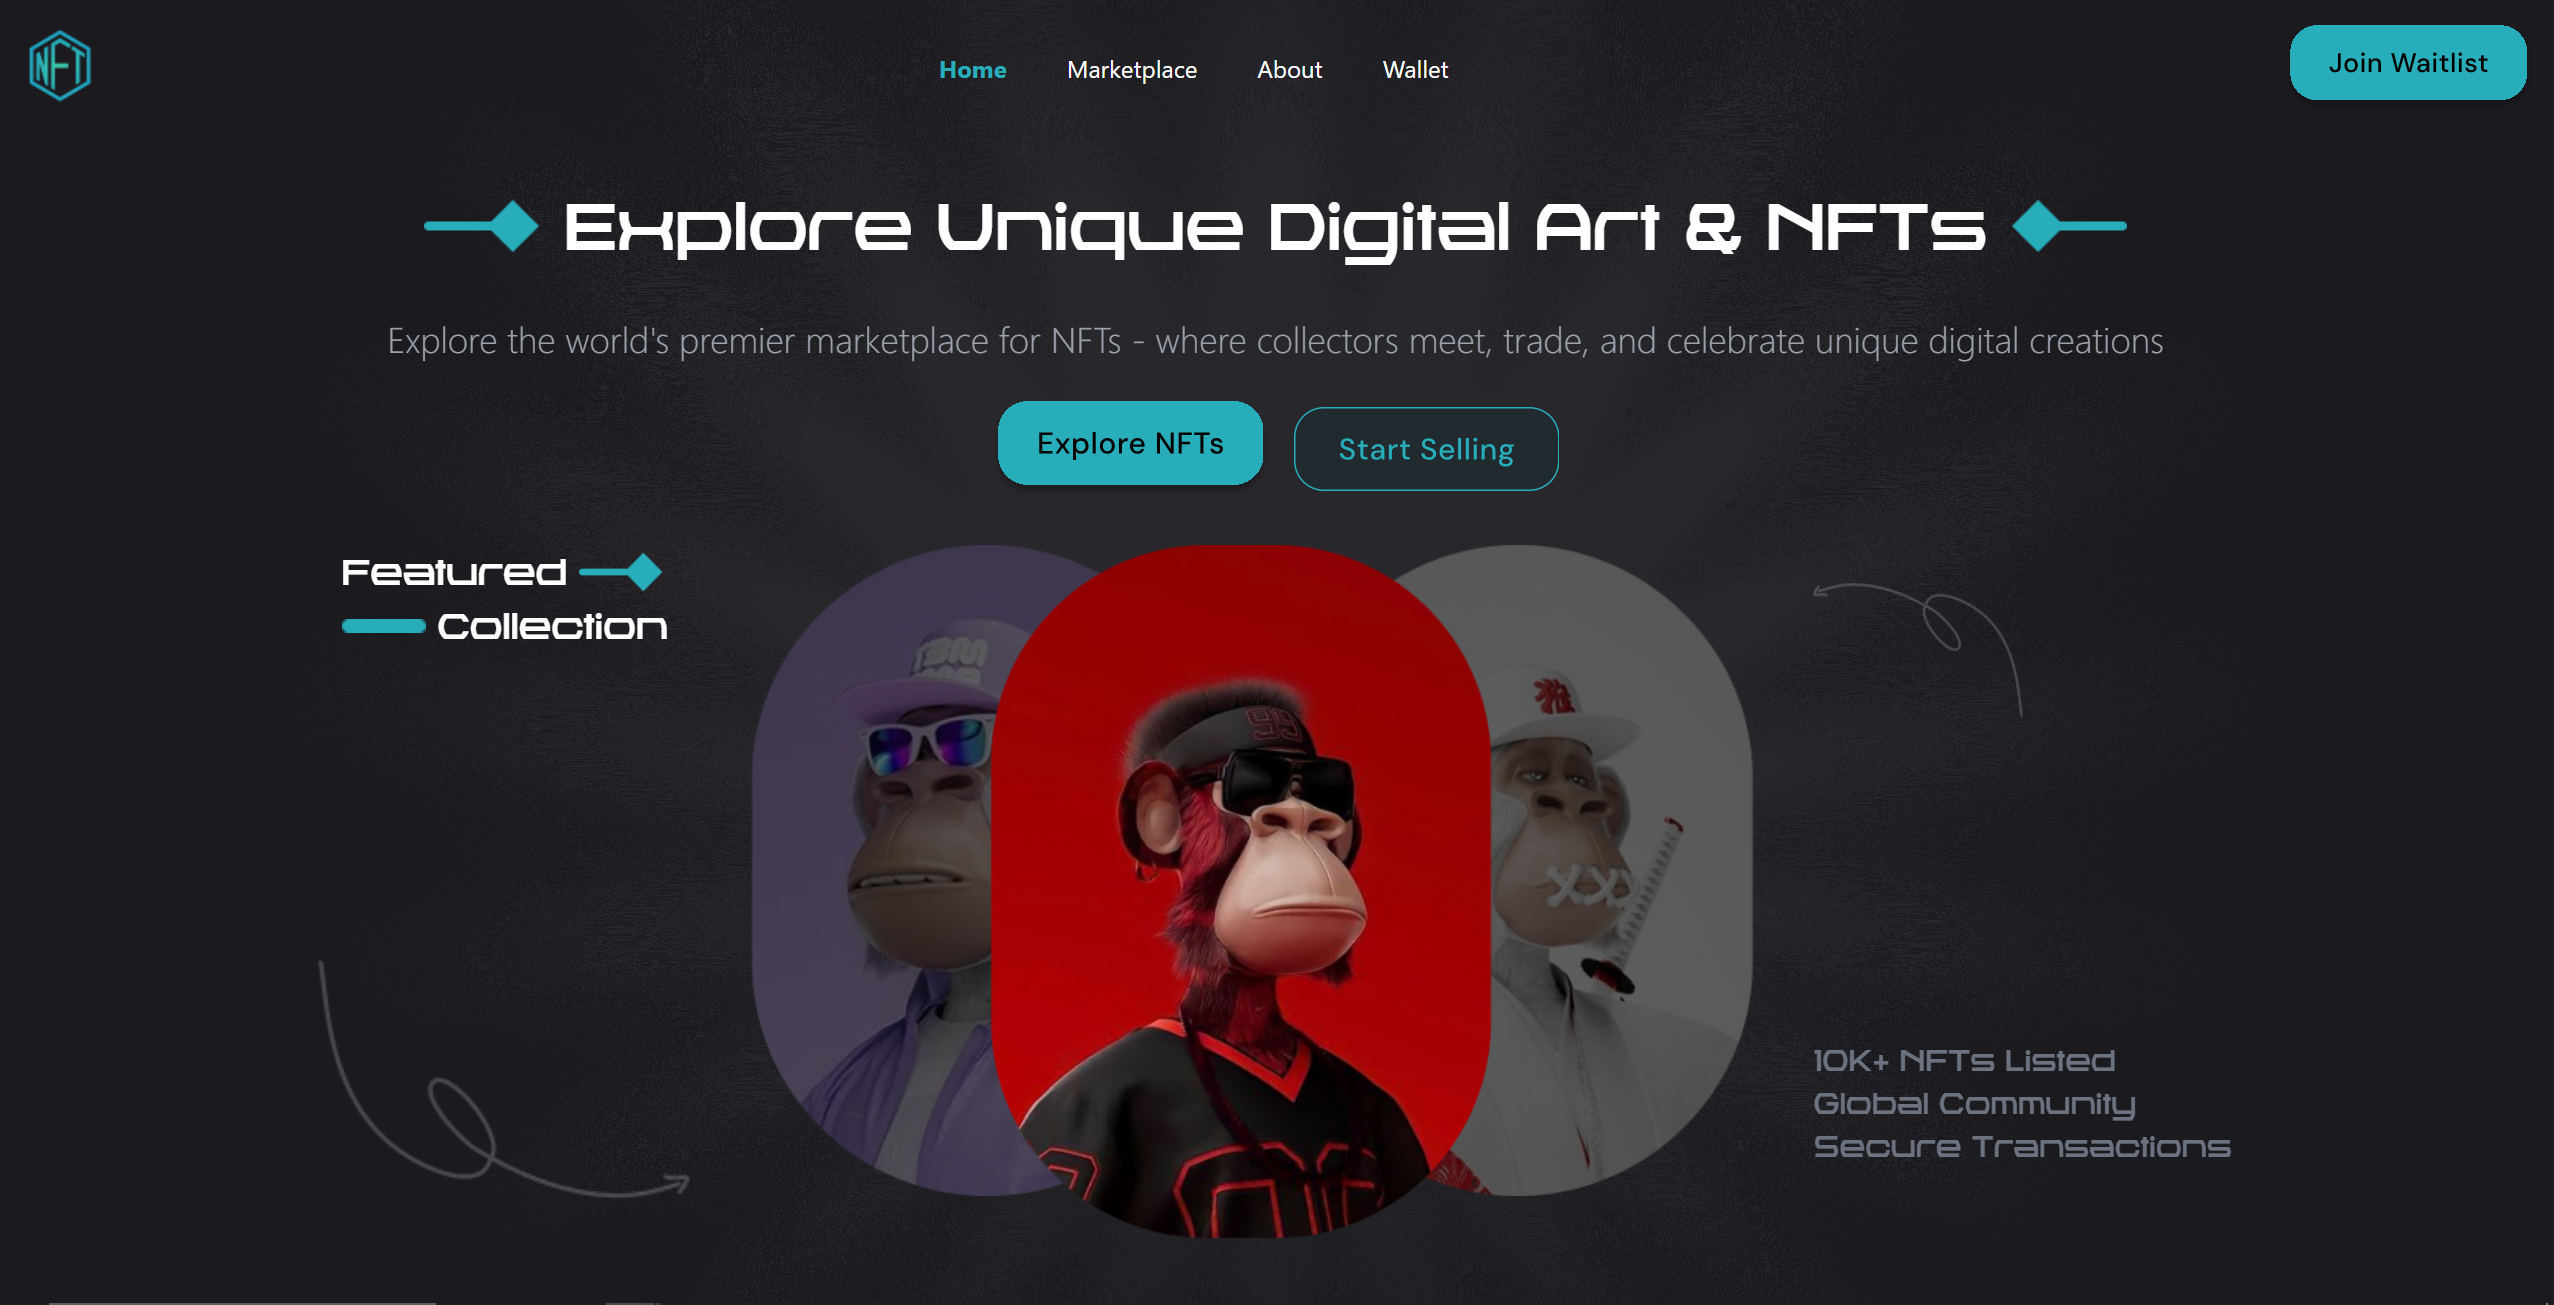 NFT
Home Marketplace About Wallet
Join Waitlist
Explore Unique Digital Art & NFTs
Explore the world's premier marketplace for NFTs - where collectors meet, trade, and celebrate unique digital creations
Explore NFTs
Start Selling
Featured
Collection
99
XXX
10K+ NFTs Listed
Global Community
Secure Transactions